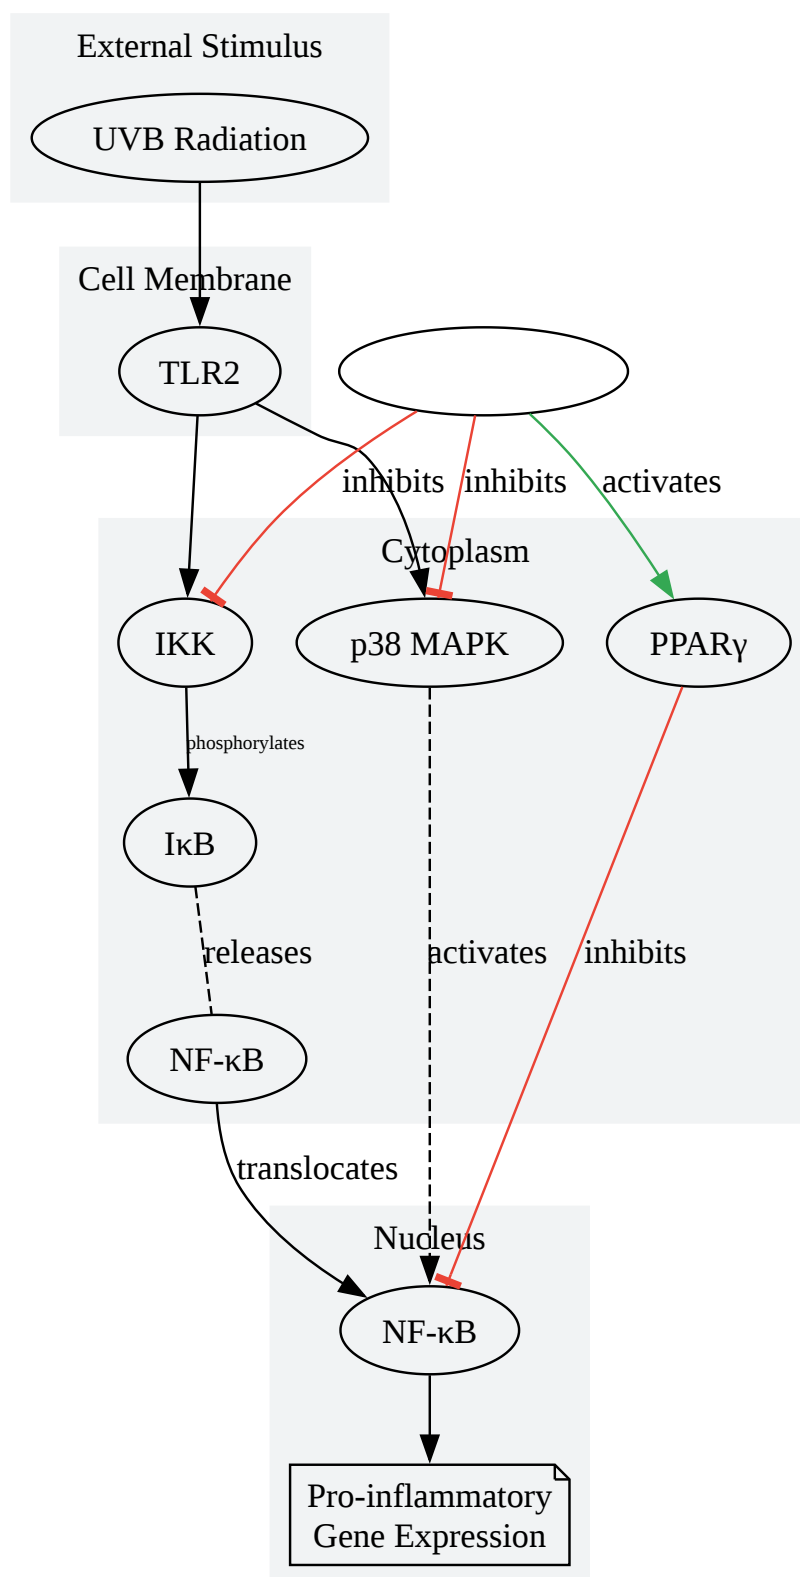 External Stimulus
UVB Radiation
Cell Membrane
TLR2
inhibits
inhibits
activates
Cytoplasm
IKK
p38 MAPK
PPARγ
phosphorylates
IκB
releases
activates
inhibits
NF-κB
translocates
Nucleus
NF-κB
Pro-inflammatory
Gene Expression